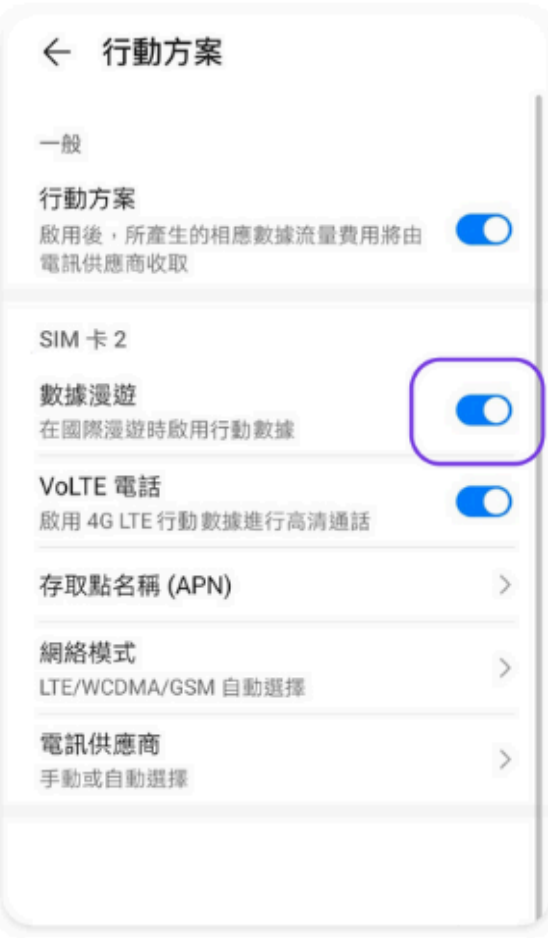 行動方案
一般
行動方案
啟用後，所產生的相應數據流量費用將由
電訊供應商收取
SIM 卡 2
數據漫遊
在國際漫遊時啟用行動數據
VoLTE 電話
啟用 4G LTE 行動數據進行高清通話
存取點名稱 (APN)
網絡模式
LTE/WCDMA/GSM 自動選擇
電訊供應商
手動或自動選擇